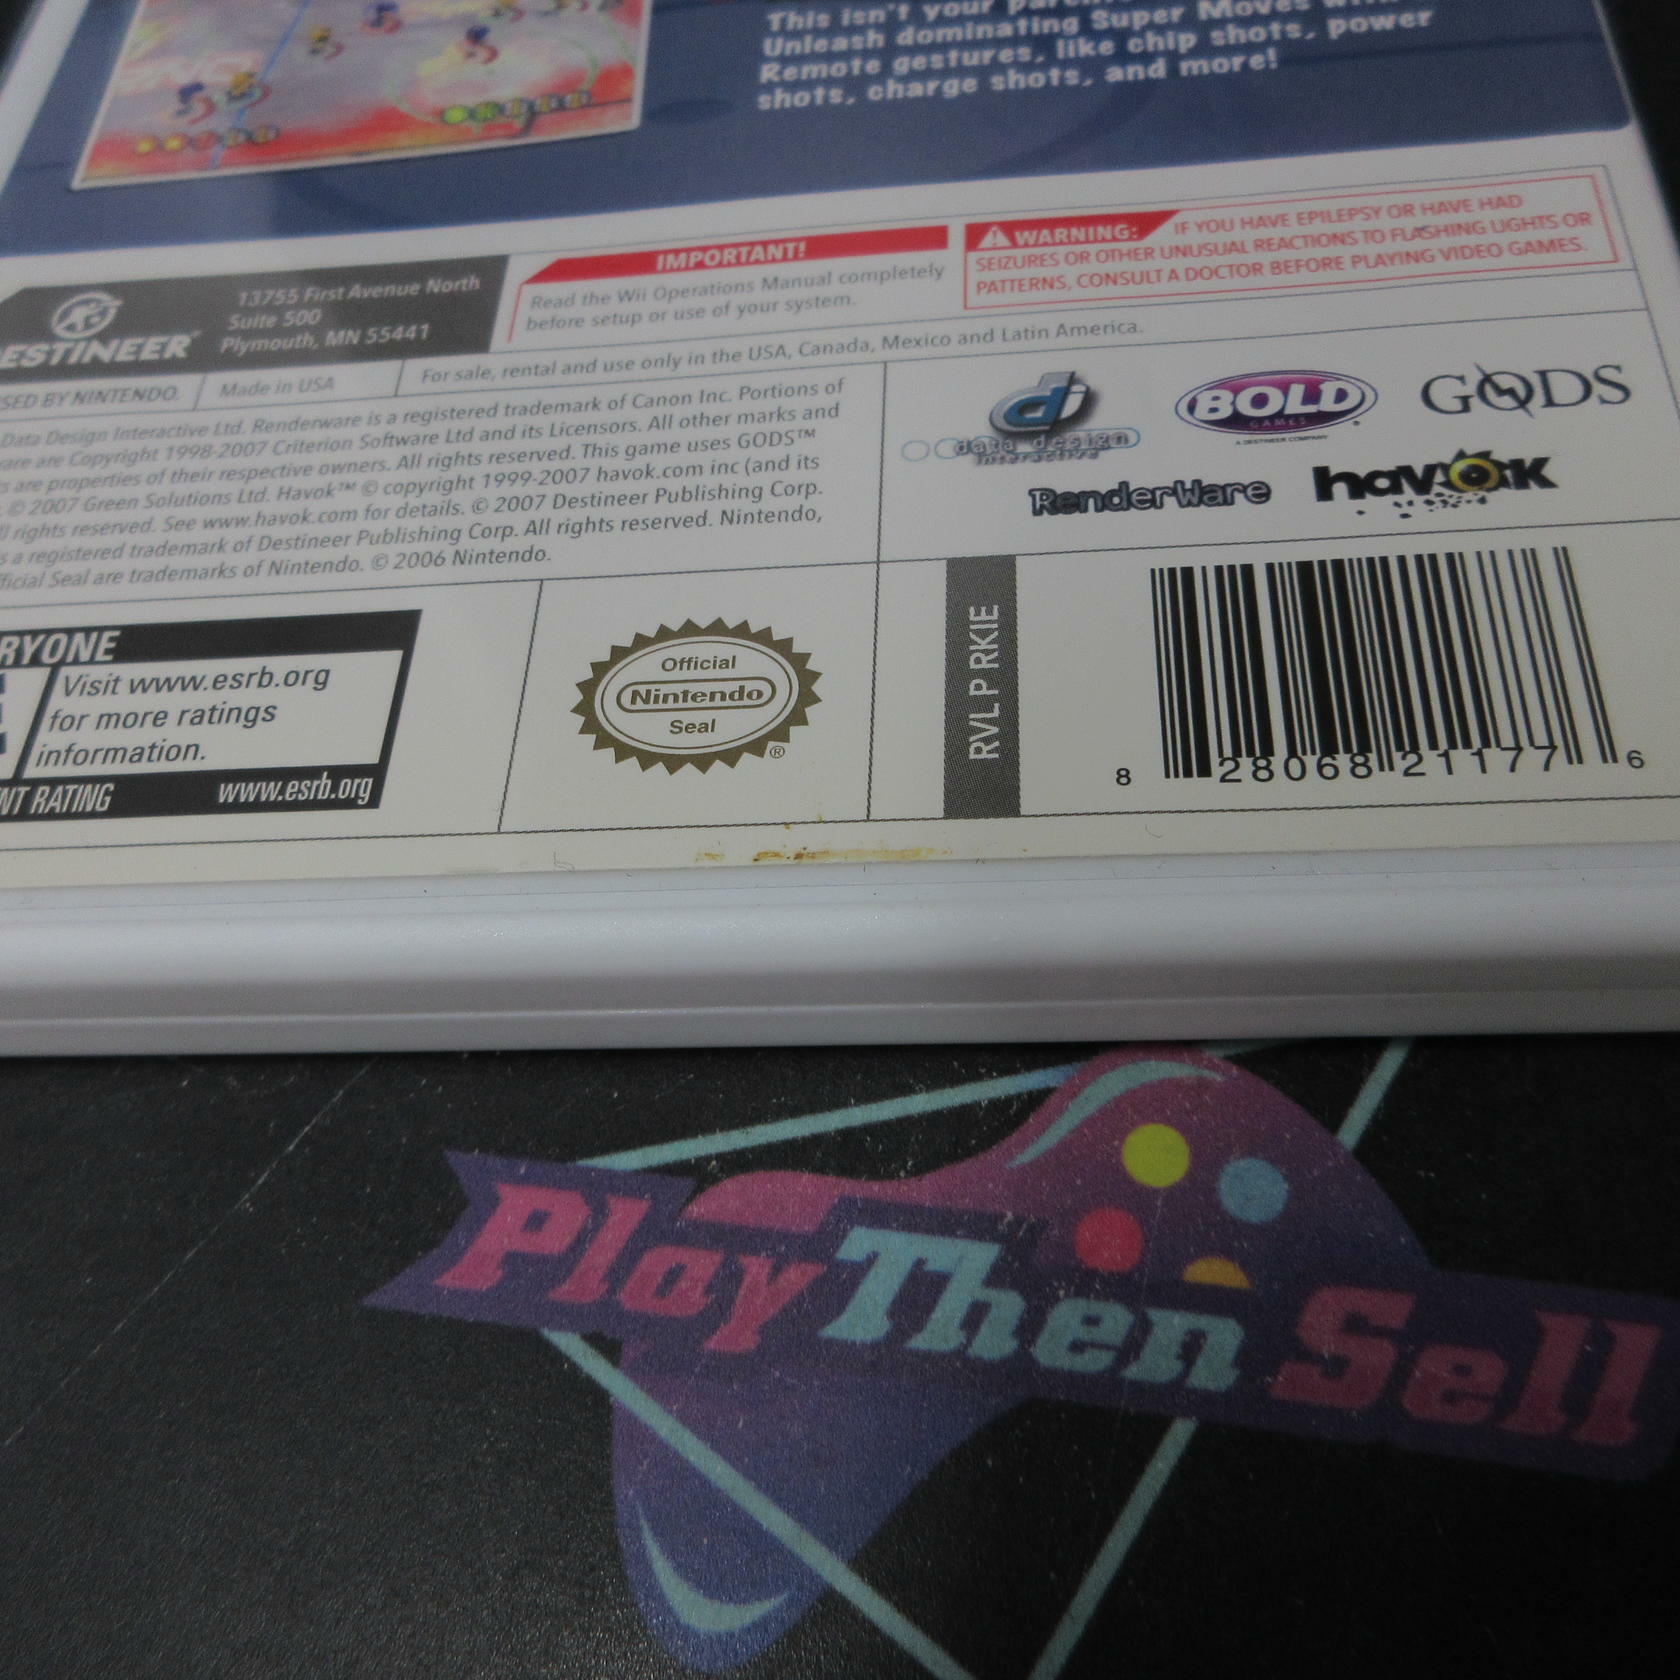 This isn't your
Unleash dominating Super Moves
Remote gestures, like chip shots, power
shots, charge shots, and more!
ESTINEER
13755 First Avenue North
Suite 500
Plymouth, MN 55441
IMPORTANT!
Read the Wii Operations Manual completely
before setup or use of your system.
WARNING: IF YOU HAVE EPILEPSY OR HAVE HAD
SEIZURES OR OTHER UNUSUAL REACTIONS TO FLASHING LIGHTS OR
PATTERNS, CONSULT A DOCTOR BEFORE PLAYING VIDEO GAMES.
SED BY NINTENDO.
Made in USA
For sale, rental and use only in the USA, Canada, Mexico and Latin America.
Data Design Interactive Ltd. Renderware is a registered trademark of Canon Inc. Portions of
are are Copyright 1998-2007 Criterion Software Ltd and its Licensors. All other marks and
s are properties of their respective owners. All rights reserved. This game uses GODS™
© 2007 Green Solutions Ltd. Havok™ © copyright 1999-2007 havok.com inc (and its
ll rights reserved. See www.havok.com for details. © 2007 Destineer Publishing Corp.
s a registered trademark of Destineer Publishing Corp. All rights reserved. Nintendo,
fficial Seal are trademarks of Nintendo. © 2006 Nintendo.
di
data design
interactive
BOLD
GAMES
A DESTINEER COMPANY
GODS
RenderWare
havok
RYONE
Visit www.esrb.org
for more ratings
information.
NT RATING
www.esrb.org
Official
Nintendo
Seal
®
RVL P RKIE
8 28068 21177 6
Play Then Sell